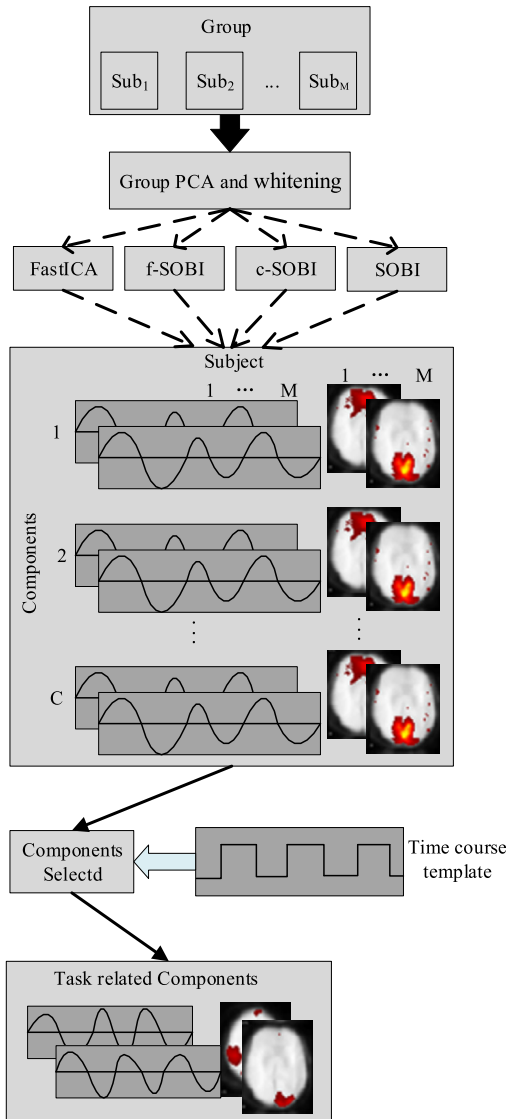 Group
Sub1 Sub2 ... SubM
Group PCA and whitening
FastICA f-SOBI c-SOBI SOBI
Subject
1 ... M 1 ... M
1
2
Components
C
Components
Selectd
Time course
template
Task related Components